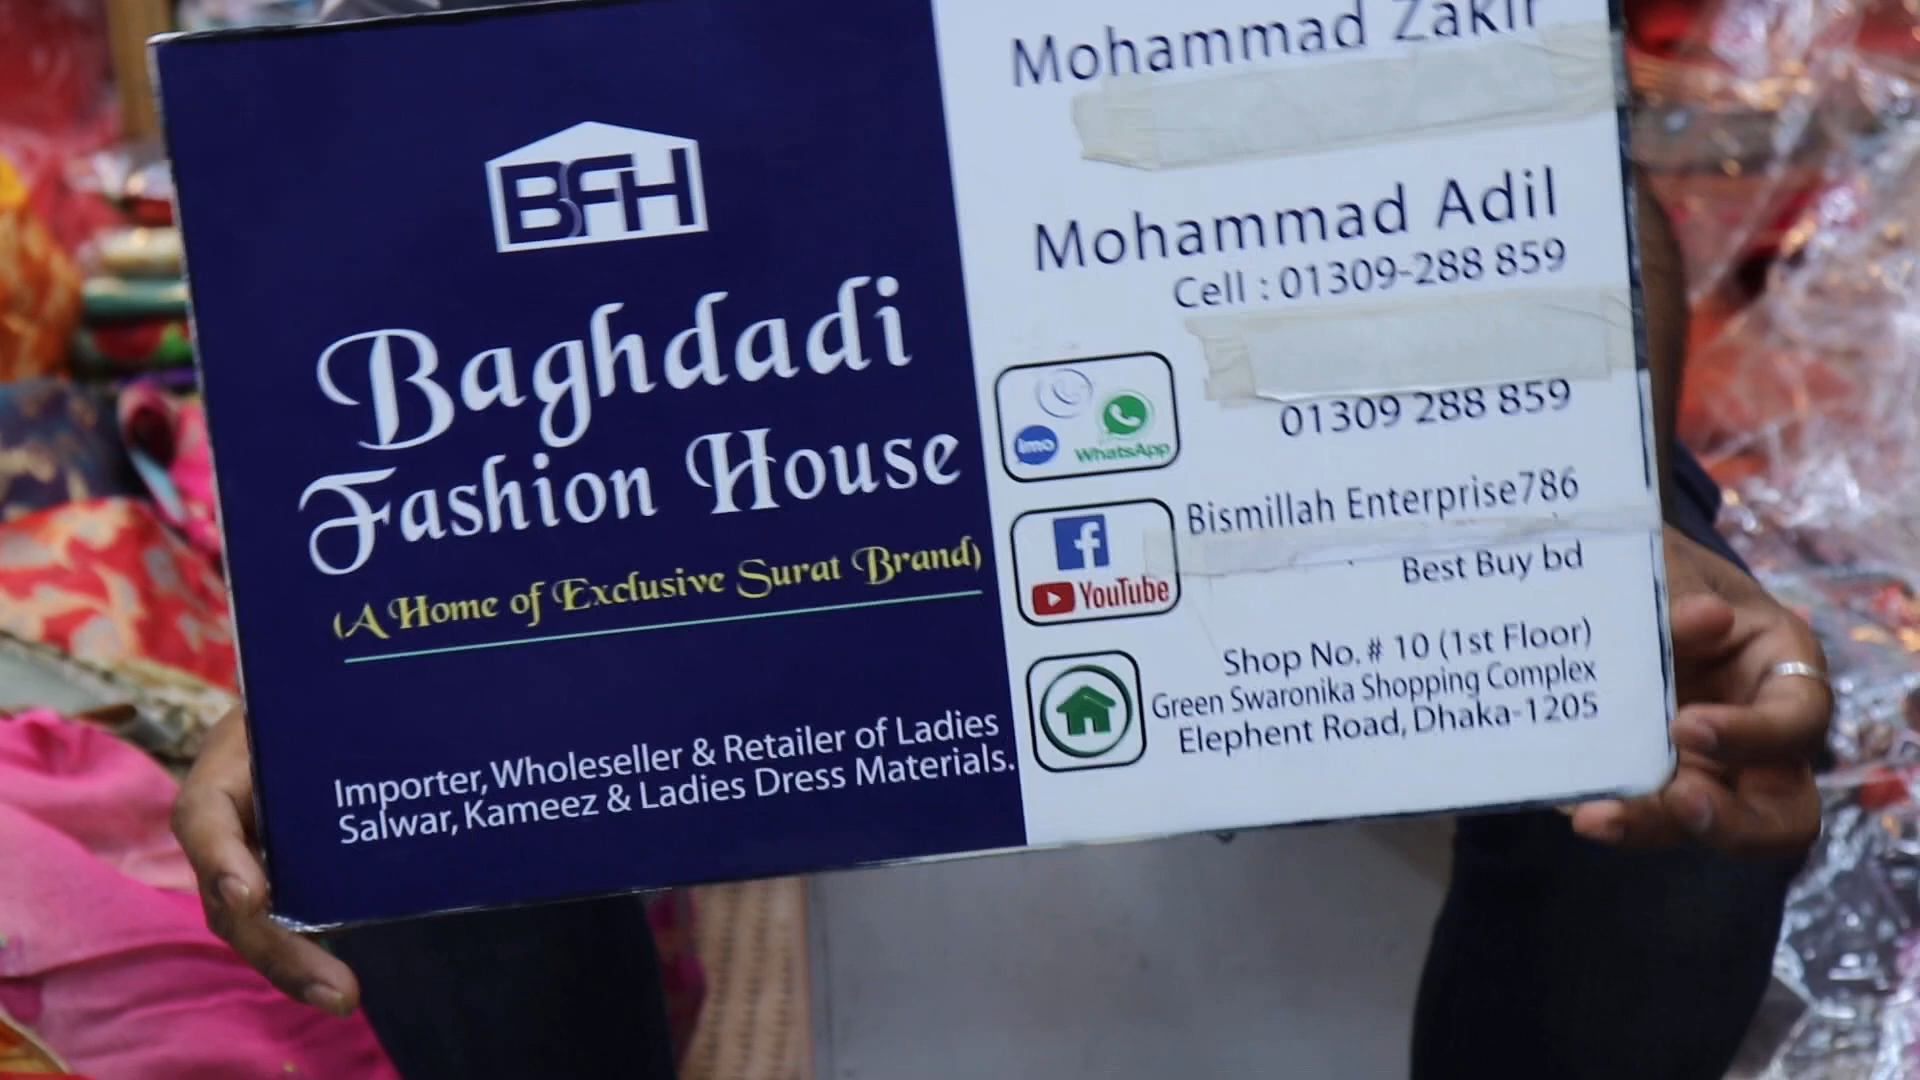 BFH
Baghdadi
Fashion House
(A Home of Exclusive Surat Brand)
Importer, Wholeseller & Retailer of Ladies
Salwar, Kameez & Ladies Dress Materials.
Mohammad Zakir
Mohammad Adil
Cell : 01309-288 859
imo
WhatsApp
01309 288 859
f
YouTube
Bismillah Enterprise786
Best Buy bd
Shop No. # 10 (1st Floor)
Green Swaronika Shopping Complex
Elephent Road, Dhaka-1205